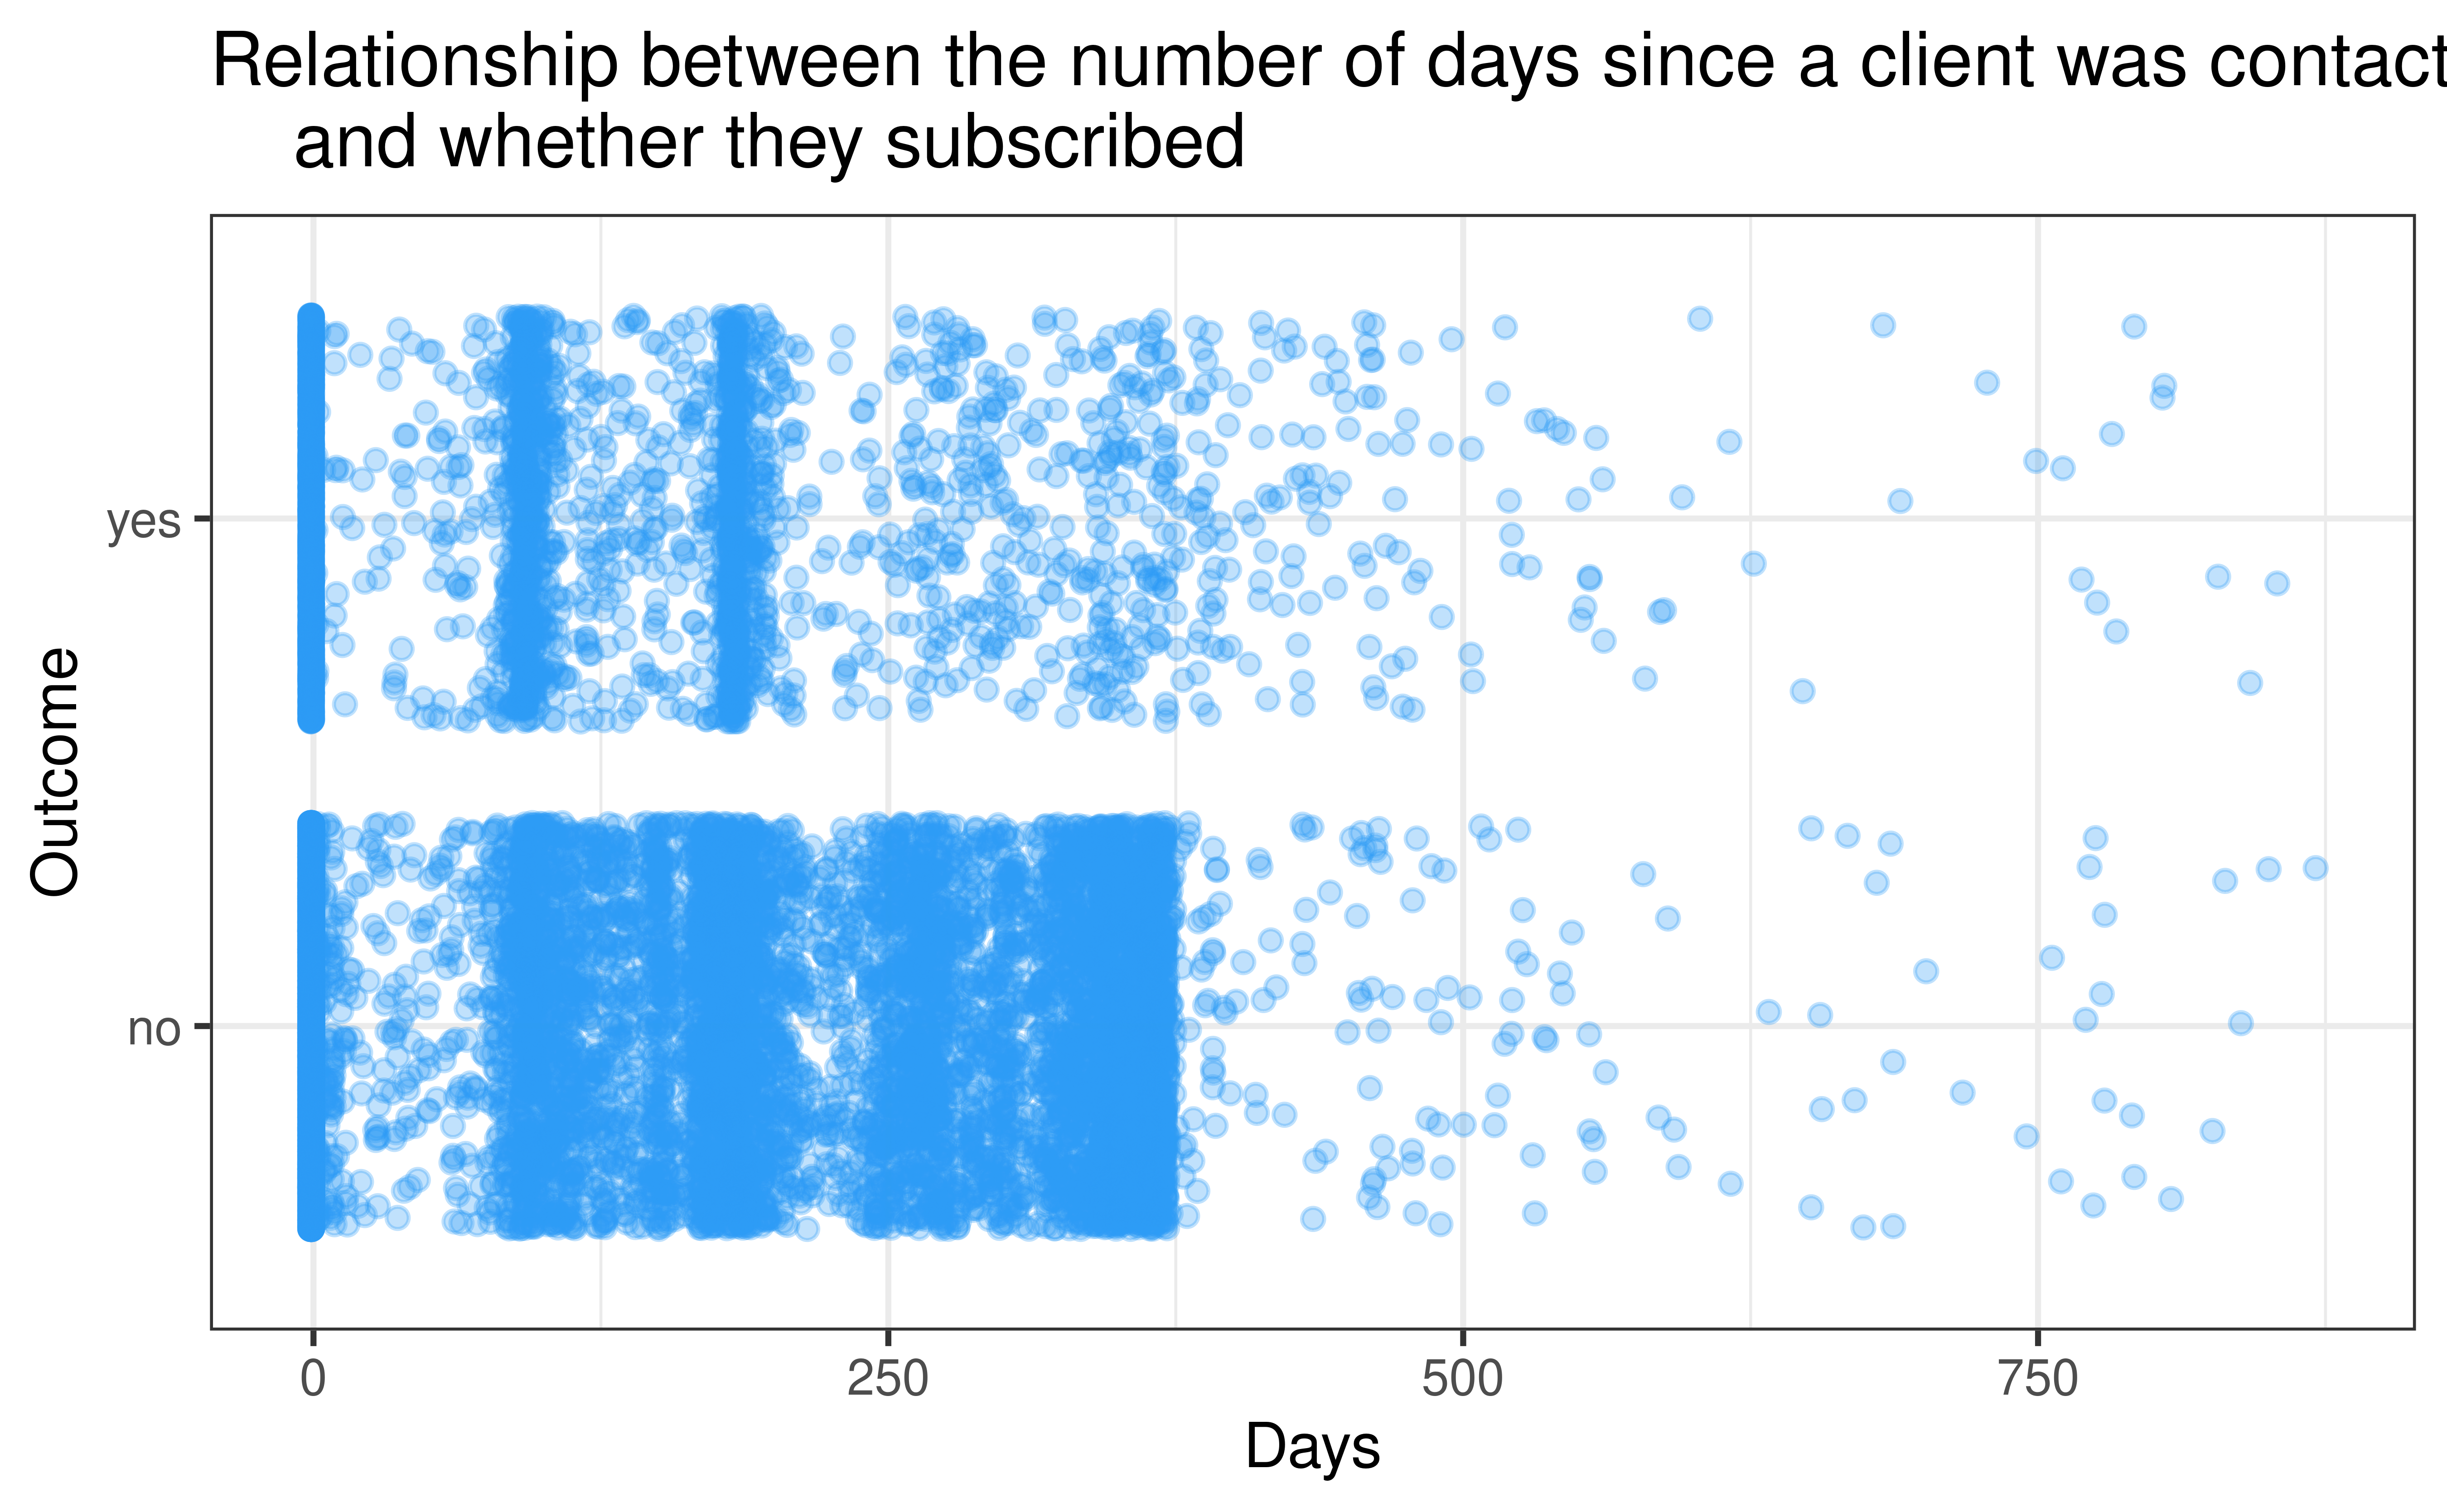 Relationship between the number of days since a client was contact
and whether they subscribed
Outcome
yes
no
0 250 500 750
Days